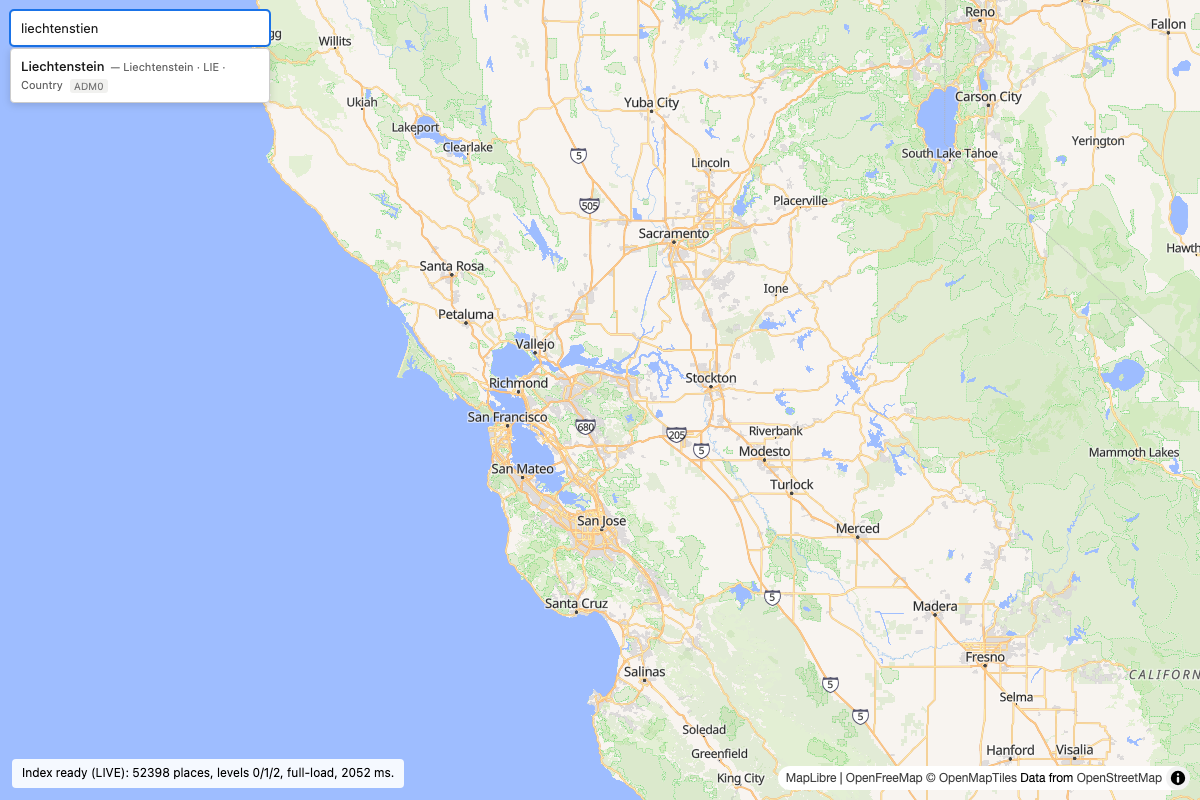 liechtenstien
Liechtenstein — Liechtenstein · LIE ·
Country ADM0
gg
Willits
Reno
Fallon
Ukiah
Yuba City
Carson City
Lakeport
Clearlake
5
Lincoln
South Lake Tahoe
Yerington
505
Placerville
Sacramento
Hawth
Santa Rosa
Ione
Petaluma
Vallejo
Richmond
Stockton
San Francisco
680
205
5
Riverbank
Modesto
Mammoth Lakes
San Mateo
Turlock
San Jose
Merced
5
Santa Cruz
Madera
Fresno
Salinas
5
CALIFORN
Selma
5
Soledad
Greenfield
Hanford
Visalia
King City
Index ready (LIVE): 52398 places, levels 0/1/2, full-load, 2052 ms.
MapLibre | OpenFreeMap © OpenMapTiles Data from OpenStreetMap